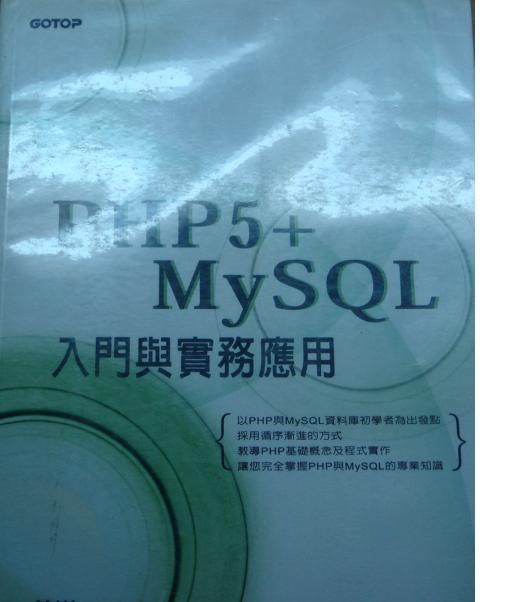 GOTOP
PHP5+
MySQL
入門與實務應用
以PHP與MySQL資料庫初學者為出發點
採用循序漸進的方式
教導PHP基礎概念及程式實作
讓您完全掌握PHP與MySQL的專業知識